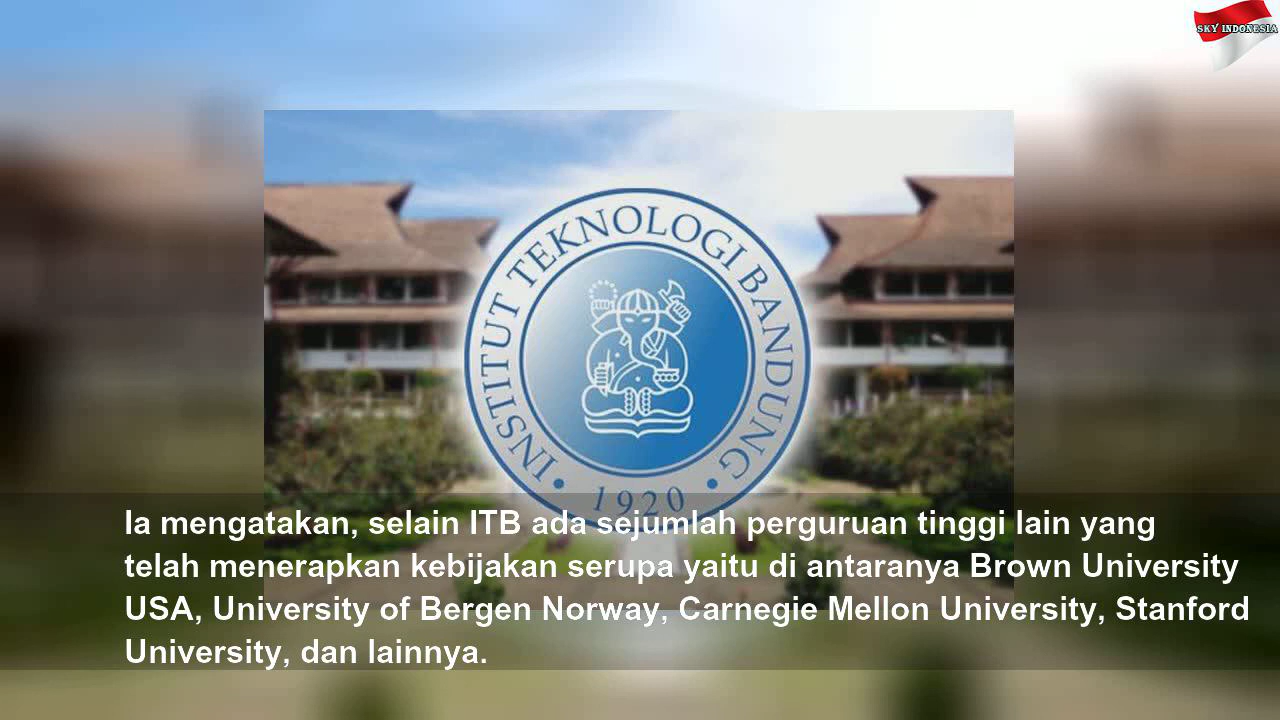 SKY INDONESIA
INSTITUT TEKNOLOGI BANDUNG
1920
Ia mengatakan, selain ITB ada sejumlah perguruan tinggi lain yang
telah menerapkan kebijakan serupa yaitu di antaranya Brown University
USA, University of Bergen Norway, Carnegie Mellon University, Stanford
University, dan lainnya.